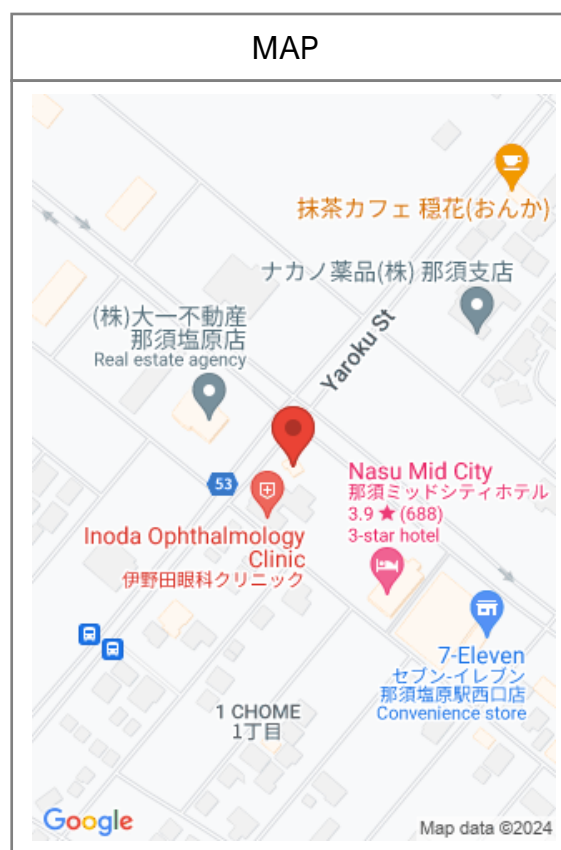 MAP
抹茶カフェ 穏花(おんか)
ナカノ薬品(株) 那須支店
(株)大一不動産
那須塩原店
Real estate agency
Yaroku St
53
Nasu Mid City
那須ミッドシティホテル
3.9 ★ (688)
3-star hotel
Inoda Ophthalmology
Clinic
伊野田眼科クリニック
7-Eleven
セブン-イレブン
那須塩原駅西口店
Convenience store
1 CHOME
1丁目
Google
Map data ©2024